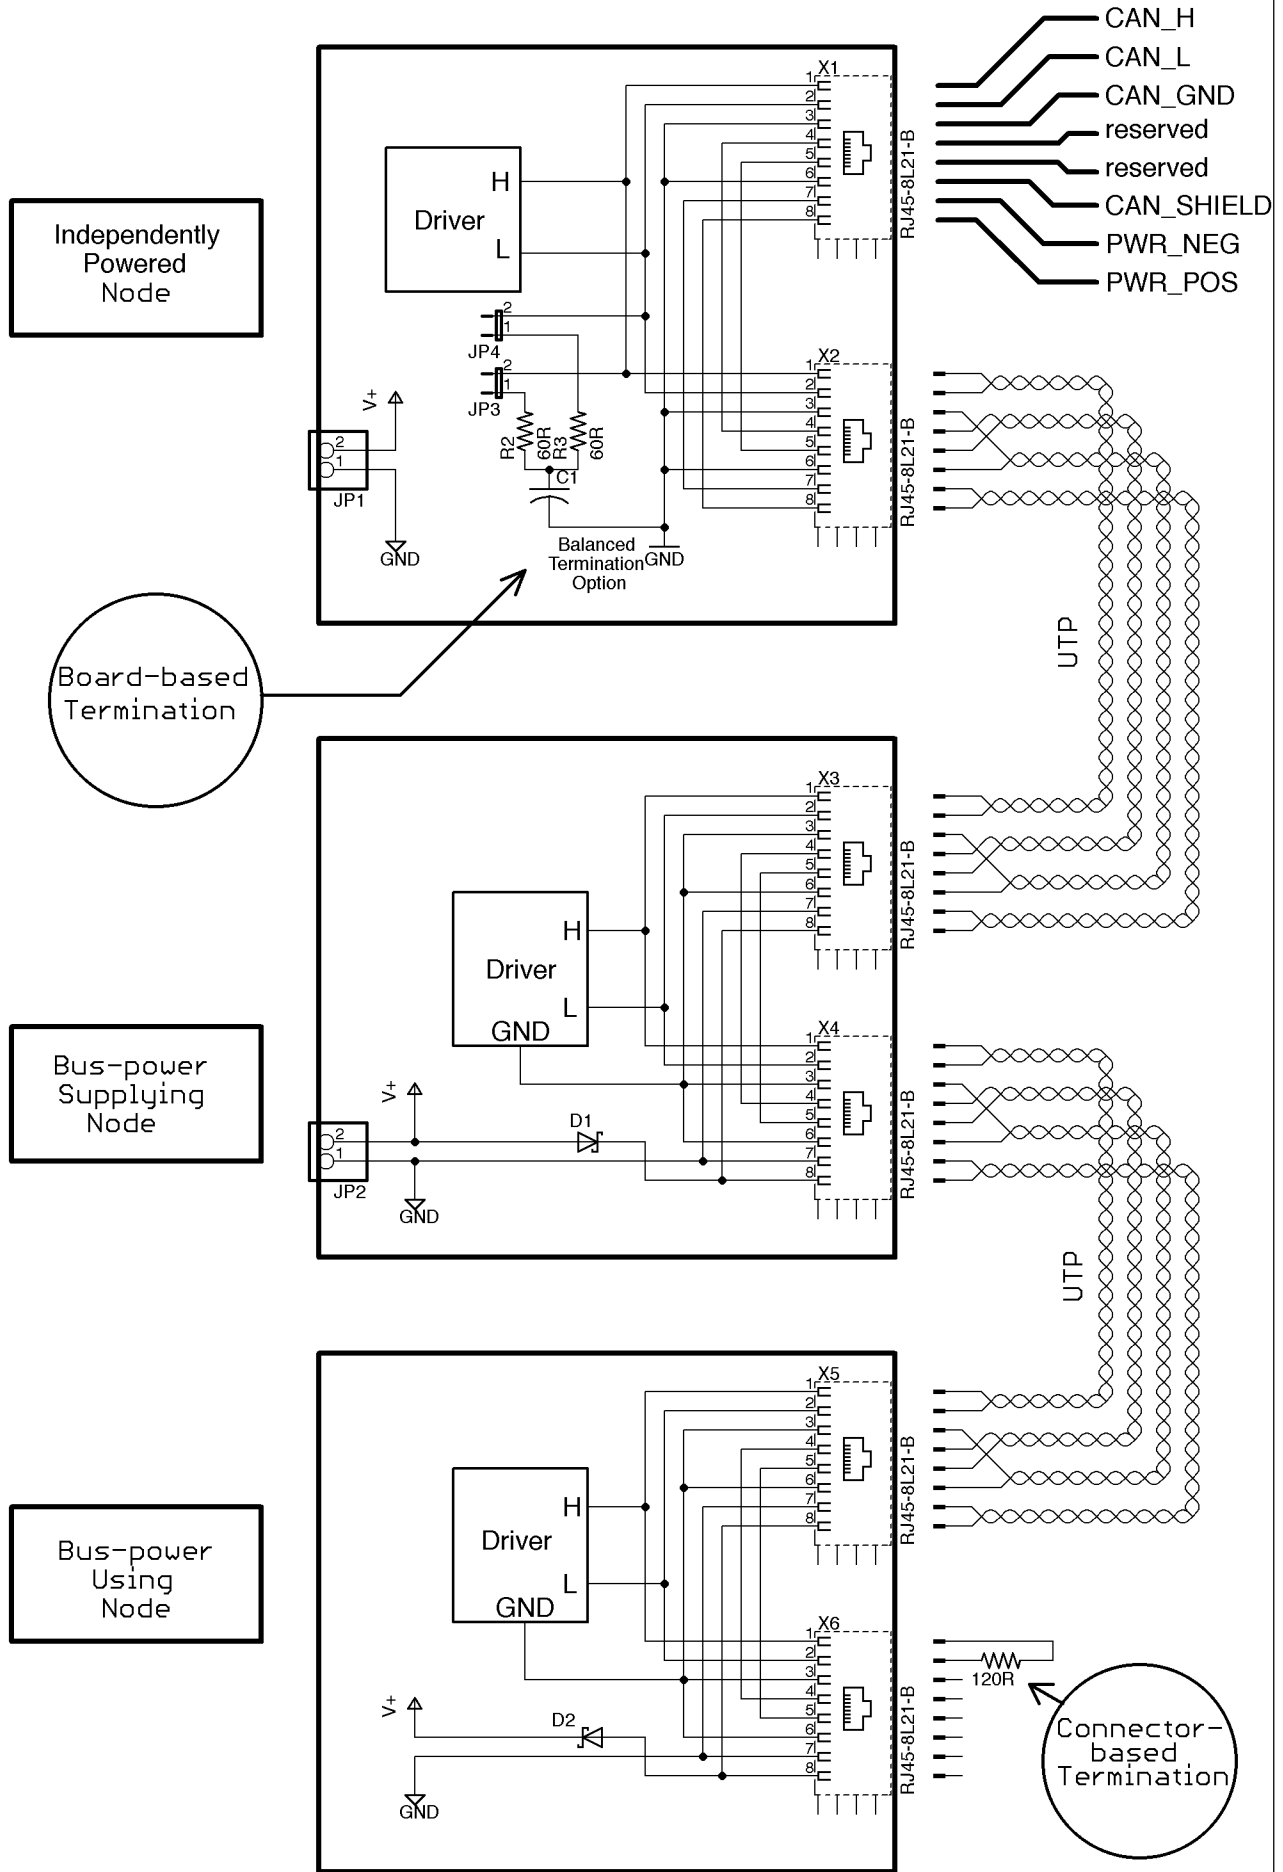 CAN_H
CAN_L
CAN_GND
reserved
reserved
CAN_SHIELD
PWR_NEG
PWR_POS
Independently
Powered
Node
X1
1
2
3
4
5
6
7
8
RJ45-8L21-B
H
Driver
L
2
1
JP4
2
1
JP3
R2
60R
R3
60R
C1
V+
2
1
JP1
GND
Balanced
Termination
Option
GND
X2
1
2
3
4
5
6
7
8
RJ45-8L21-B
UTP
Board-based
Termination
X3
1
2
3
4
5
6
7
8
RJ45-8L21-B
H
Driver
L
GND
Bus-power
Supplying
Node
V+
D1
2
1
JP2
GND
X4
1
2
3
4
5
6
7
8
RJ45-8L21-B
UTP
X5
1
2
3
4
5
6
7
8
RJ45-8L21-B
H
Driver
L
GND
Bus-power
Using
Node
V+
D2
GND
X6
1
2
3
4
5
6
7
8
RJ45-8L21-B
120R
Connector-
based
Termination